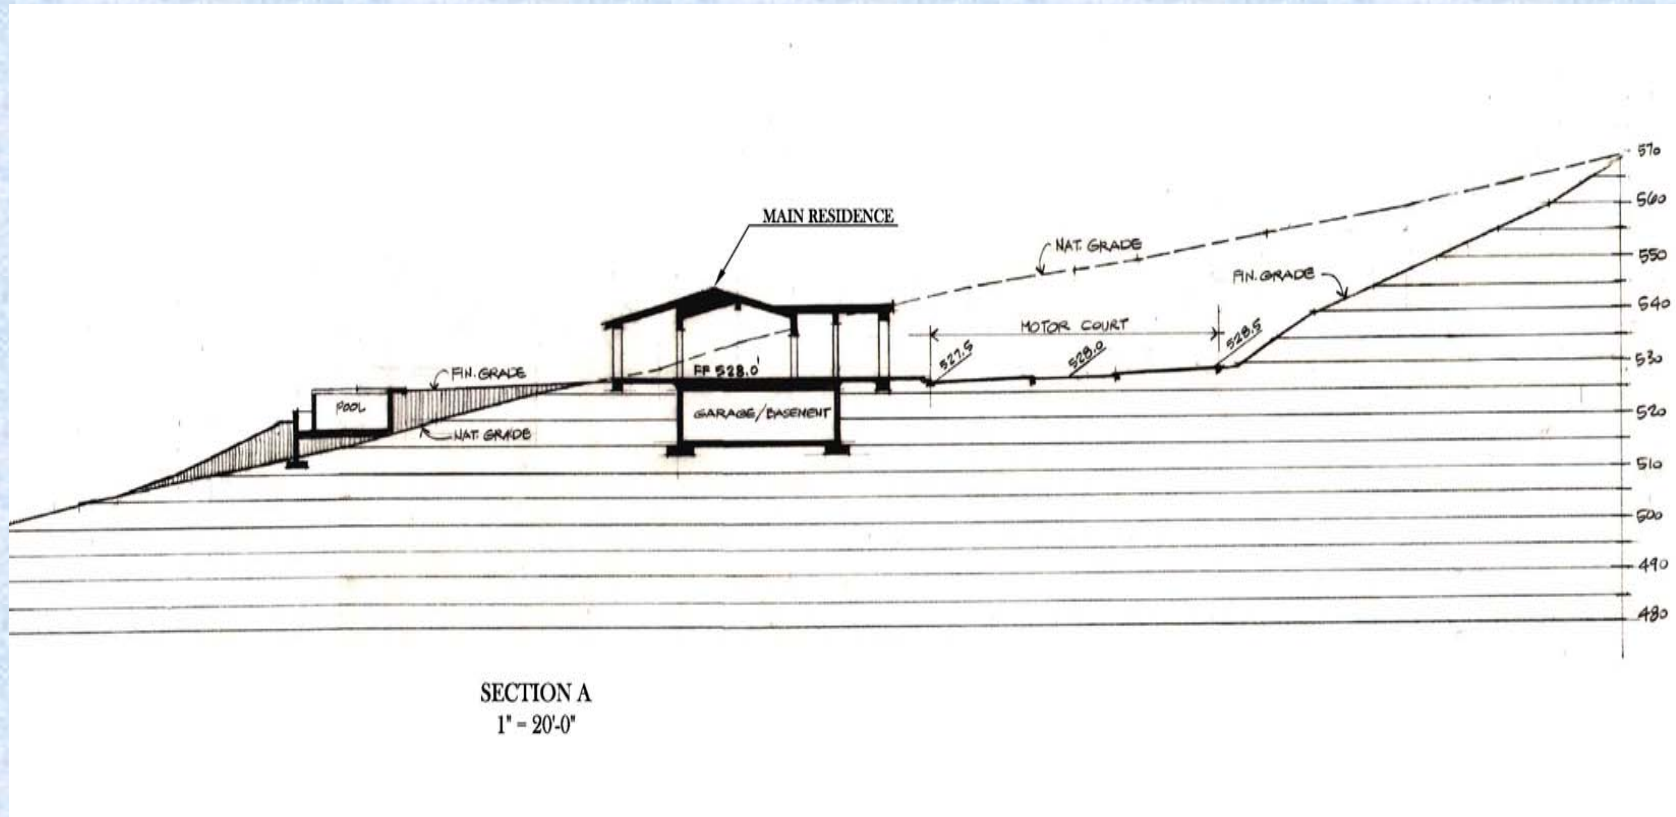 570
560
MAIN RESIDENCE
NAT. GRADE
550
FIN. GRADE
540
MOTOR COURT
528.5
527.5
528.0
530
FF 528.0'
FIN. GRADE
POOL
GARAGE/BASEMENT
520
NAT. GRADE
510
500
490
480
SECTION A
1" = 20'-0"